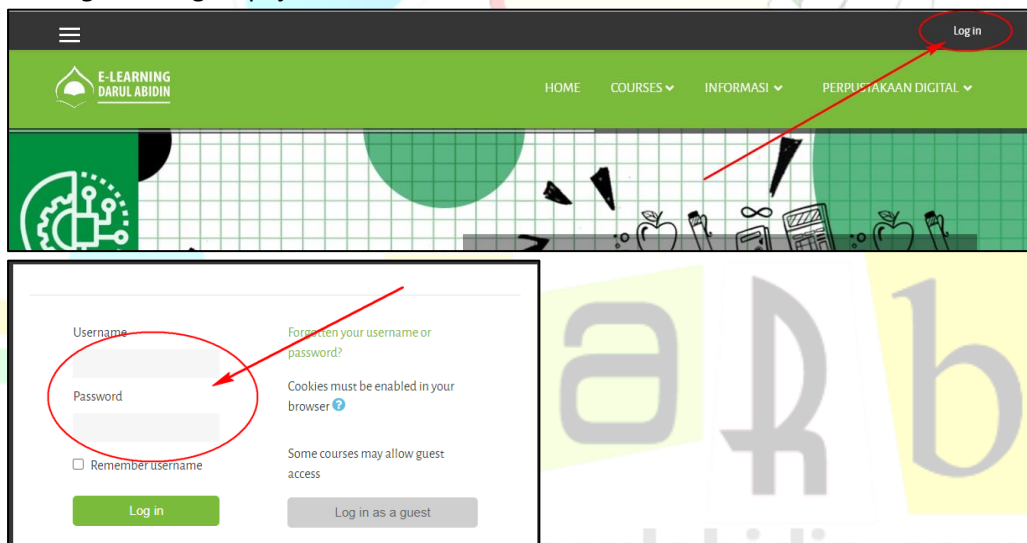 Log in
E-LEARNING
DARUL ABIDIN
HOME COURSES INFORMASI PERPUSTAKAAN DIGITAL
Username
Forgotten your username or
password?
Password
Cookies must be enabled in your
browser
Remember username
Some courses may allow guest
access
Log in
Log in as a guest